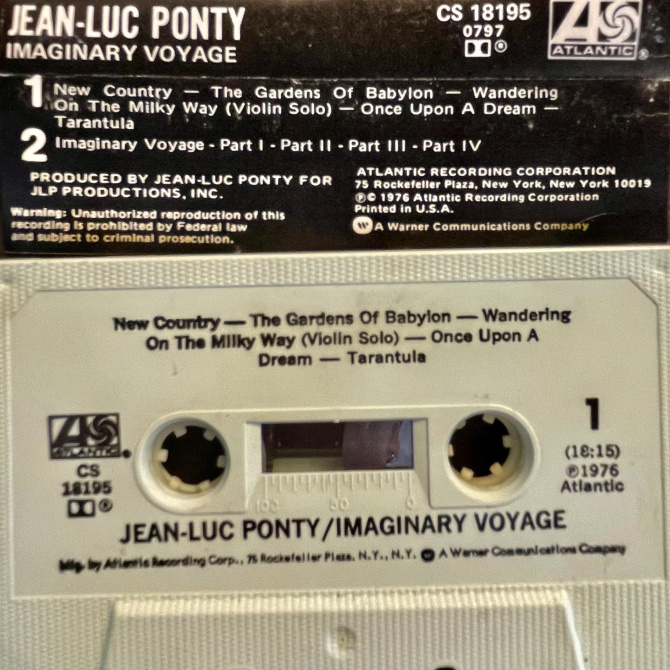 JEAN-LUC PONTY
IMAGINARY VOYAGE
CS 18195
0797
ATLANTIC
1 New Country — The Gardens Of Babylon — Wandering
On The Milky Way (Violin Solo) — Once Upon A Dream —
Tarantula
2 Imaginary Voyage - Part I - Part II - Part III - Part IV
PRODUCED BY JEAN-LUC PONTY FOR
JLP PRODUCTIONS, INC.
Warning: Unauthorized reproduction of this
recording is prohibited by Federal law
and subject to criminal prosecution.
ATLANTIC RECORDING CORPORATION
75 Rockefeller Plaza, New York, New York 10019
℗© 1976 Atlantic Recording Corporation
Printed in U.S.A.
A Warner Communications Company
New Country — The Gardens Of Babylon — Wandering
On The Milky Way (Violin Solo) — Once Upon A
Dream — Tarantula
ATLANTIC
CS
18195
1
(18:15)
℗1976
Atlantic
100 50 0
JEAN-LUC PONTY/IMAGINARY VOYAGE
Mfg. by Atlantic Recording Corp., 75 Rockefeller Plaza, N.Y., N.Y. A Warner Communications Company